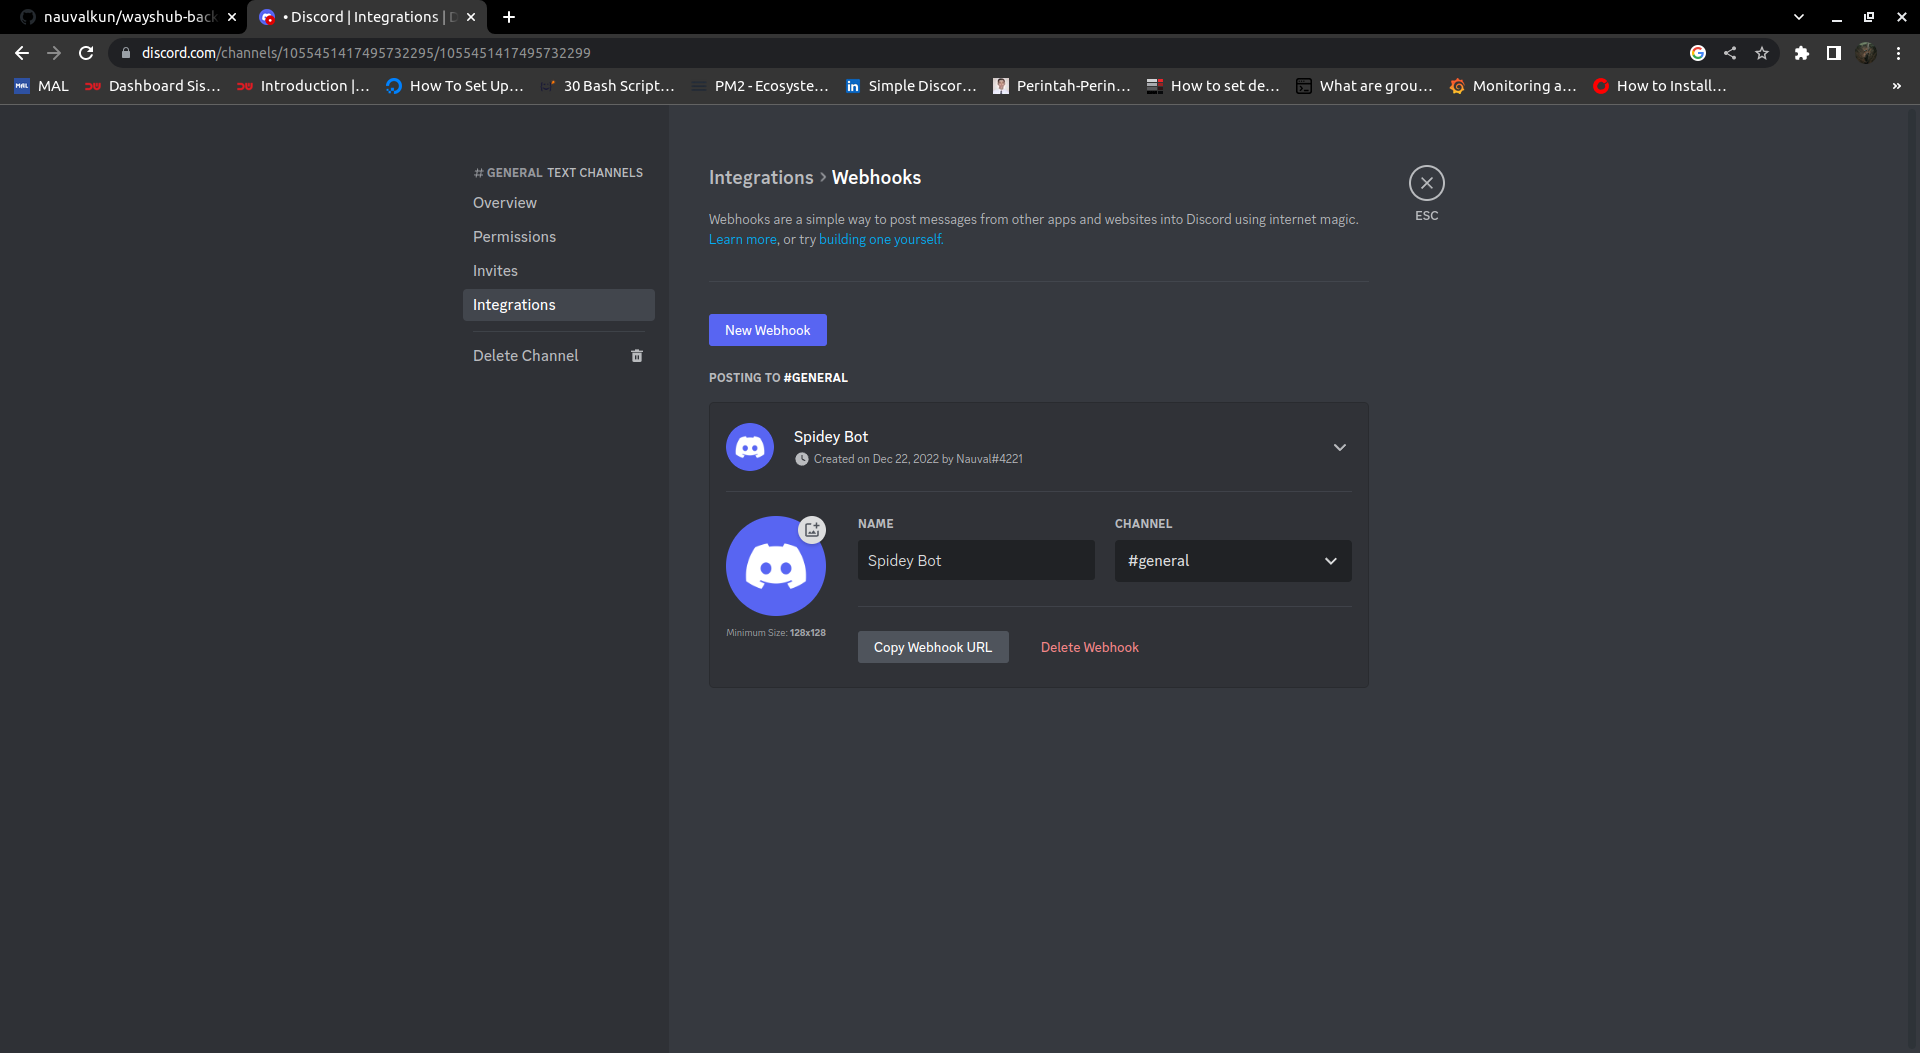 nauvalkun/wayshub-back
• Discord | Integrations |
discord.com/channels/1055451417495732295/1055451417495732299
MAL
Dashboard Sis...
Introduction |...
How To Set Up...
30 Bash Script...
PM2 - Ecosyste...
in
Simple Discor...
Perintah-Perin...
How to set de...
What are grou...
Monitoring a...
How to Install...
»
# GENERAL TEXT CHANNELS
Overview
Permissions
Invites
Integrations
Delete Channel
Integrations > Webhooks
ESC
Webhooks are a simple way to post messages from other apps and websites into Discord using internet magic.
Learn more, or try building one yourself.
New Webhook
POSTING TO #GENERAL
Spidey Bot
Created on Dec 22, 2022 by Nauval#4221
NAME
CHANNEL
Spidey Bot
#general
Minimum Size: 128x128
Copy Webhook URL
Delete Webhook